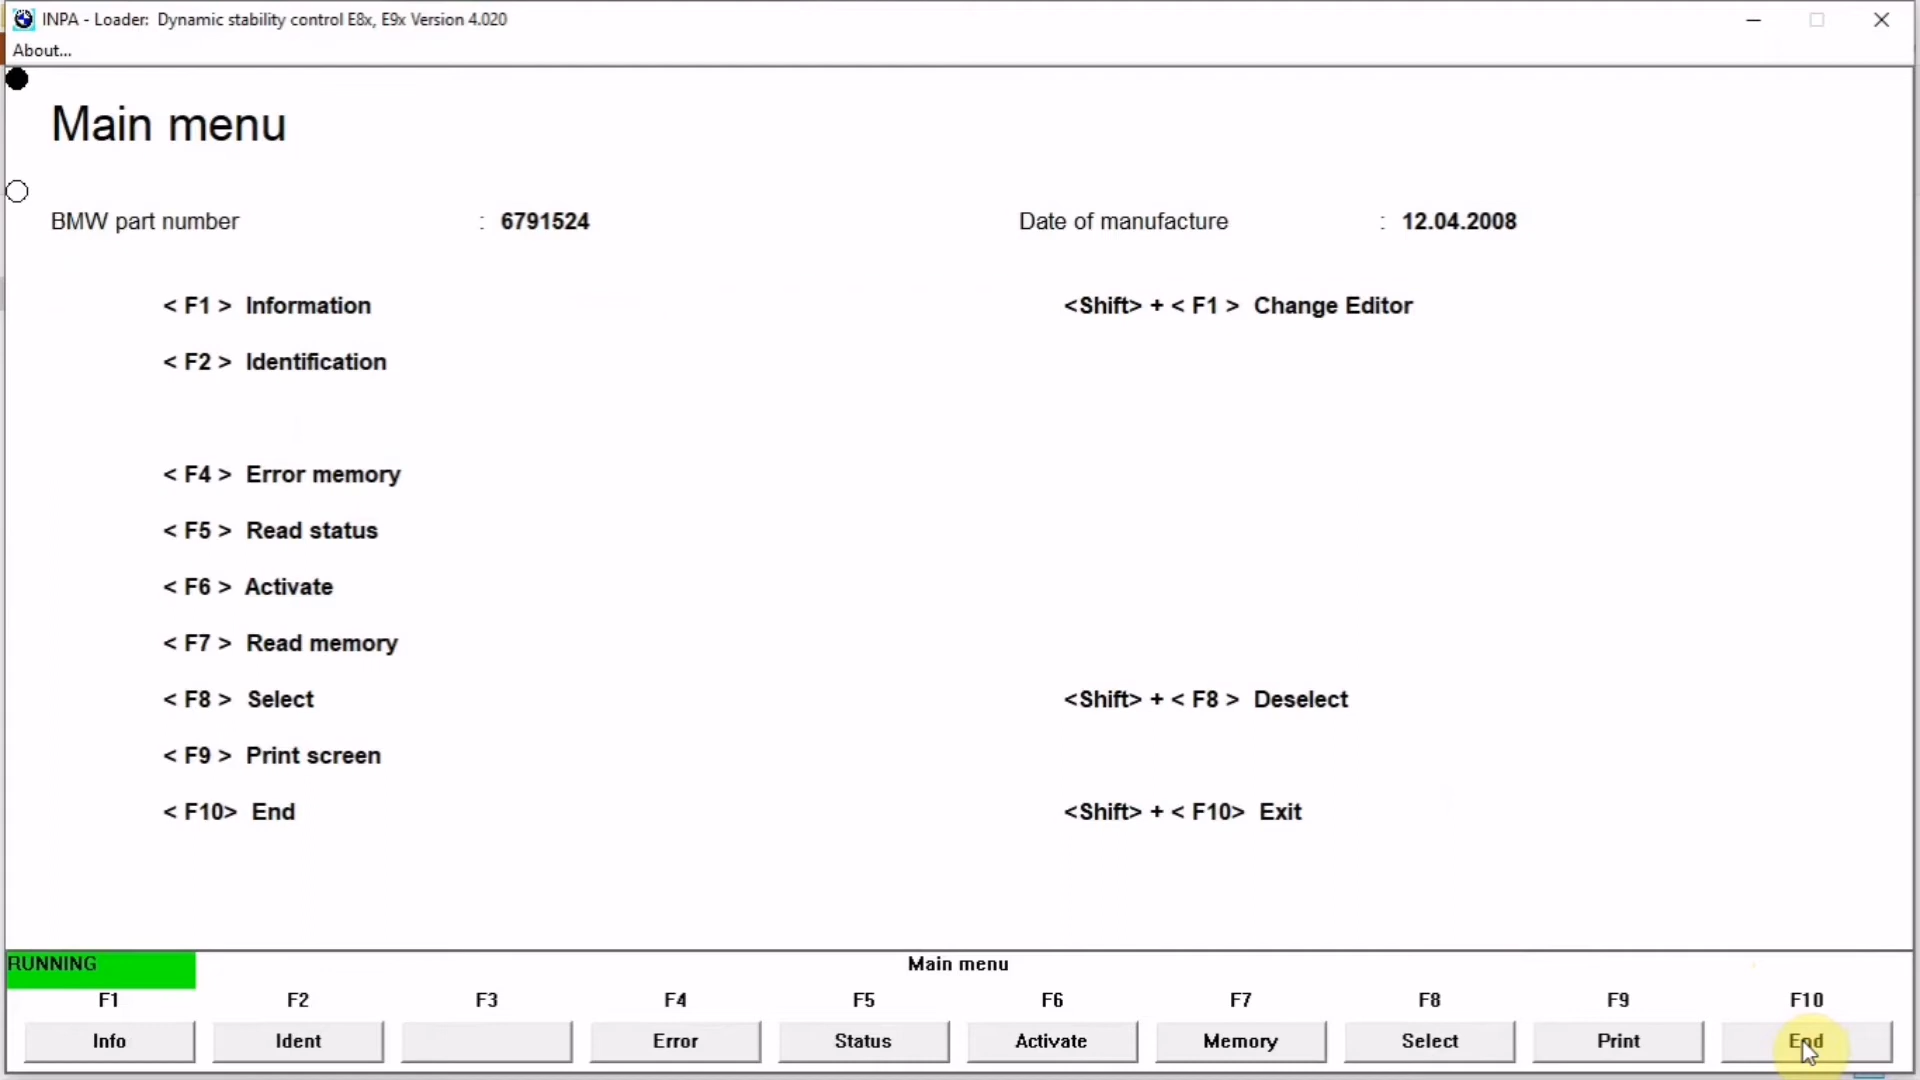 INPA - Loader: Dynamic stability control E8x, E9x Version 4.020
About...
Main menu
BMW part number : 6791524 Date of manufacture : 12.04.2008
< F1 > Information <Shift> + < F1 > Change Editor
< F2 > Identification
< F4 > Error memory
< F5 > Read status
< F6 > Activate
< F7 > Read memory
< F8 > Select <Shift> + < F8 > Deselect
< F9 > Print screen
< F10> End <Shift> + < F10> Exit
RUNNING Main menu
F1 F2 F3 F4 F5 F6 F7 F8 F9 F10
Info Ident Error Status Activate Memory Select Print End